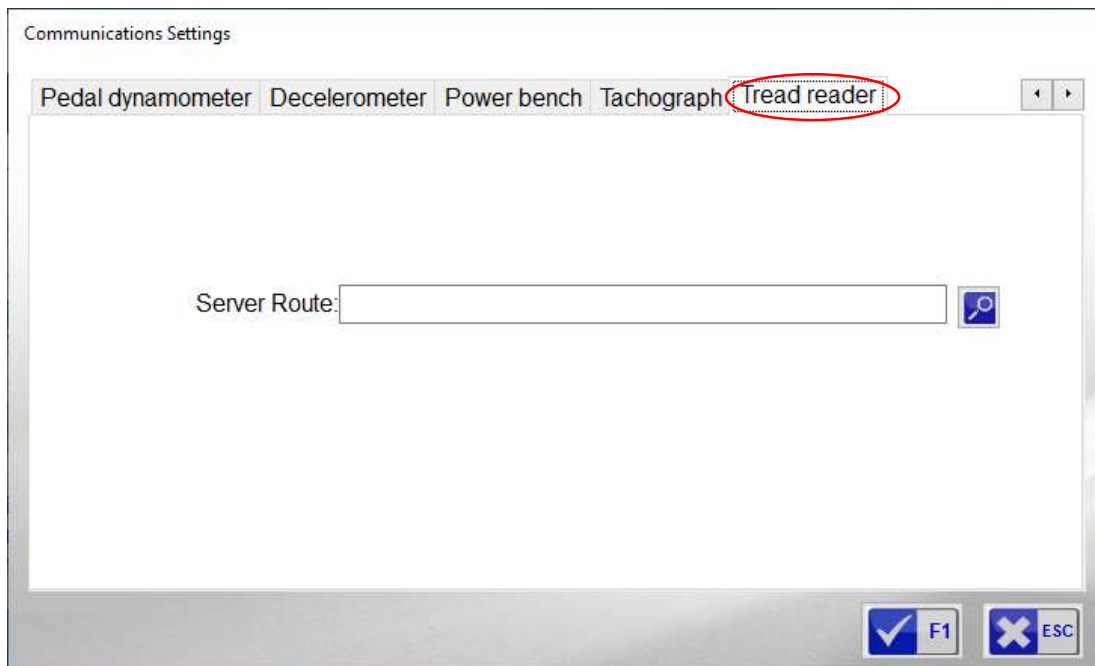 Communications Settings
Pedal dynamometer Decelerometer Power bench Tachograph Tread reader
Server Route:
F1 ESC